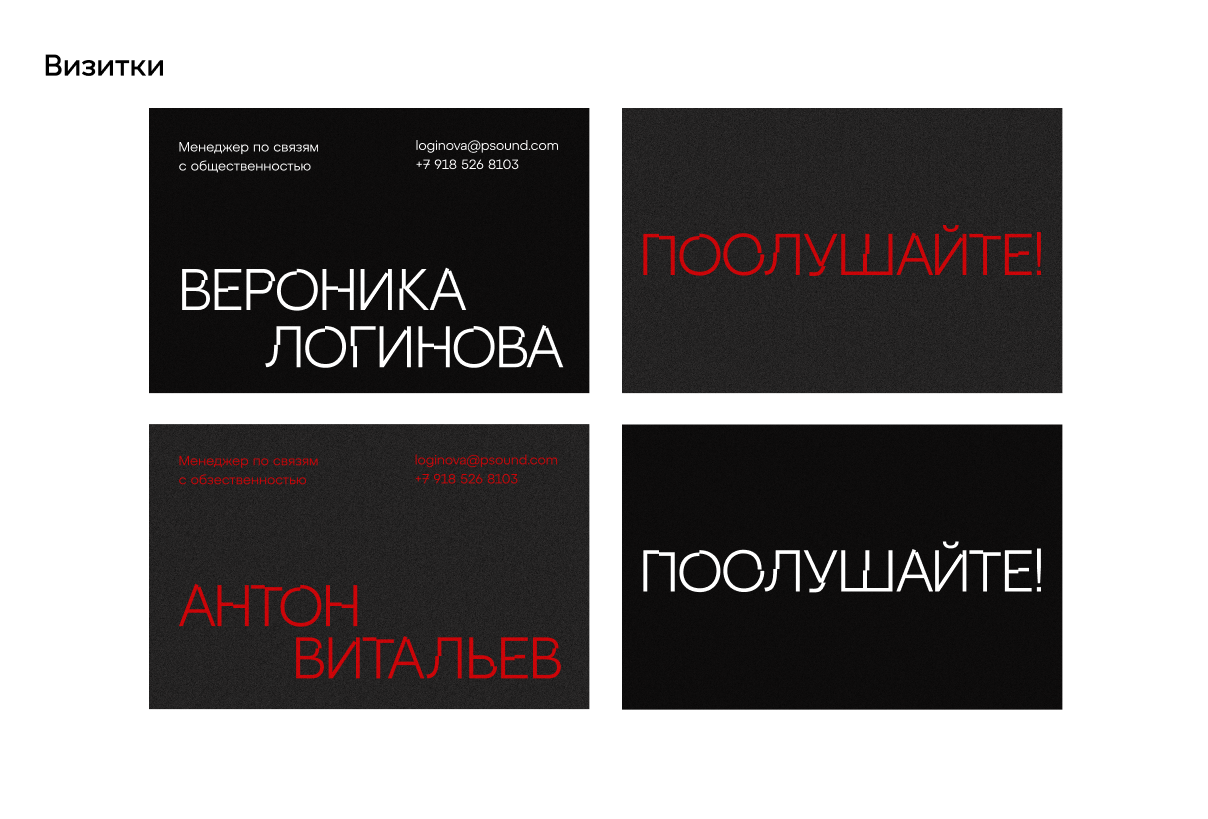 Визитки
Менеджер по связям
с общественностью
loginova@psound.com
+7 918 526 8103
ВЕРОНИКА
ЛОГИНОВА
ПООЛУШАЙТЕ!
Менеджер по связям
с обзественностью
loginova@psound.com
+7 918 526 8103
АНТОН
ВИТАЛЬЕВ
ПООЛУШАЙТЕ!